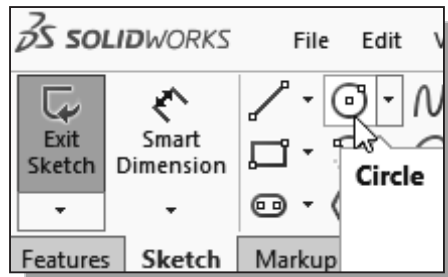 SOLIDWORKS File Edit
Exit Sketch
Smart Dimension
Circle
Features Sketch Markup